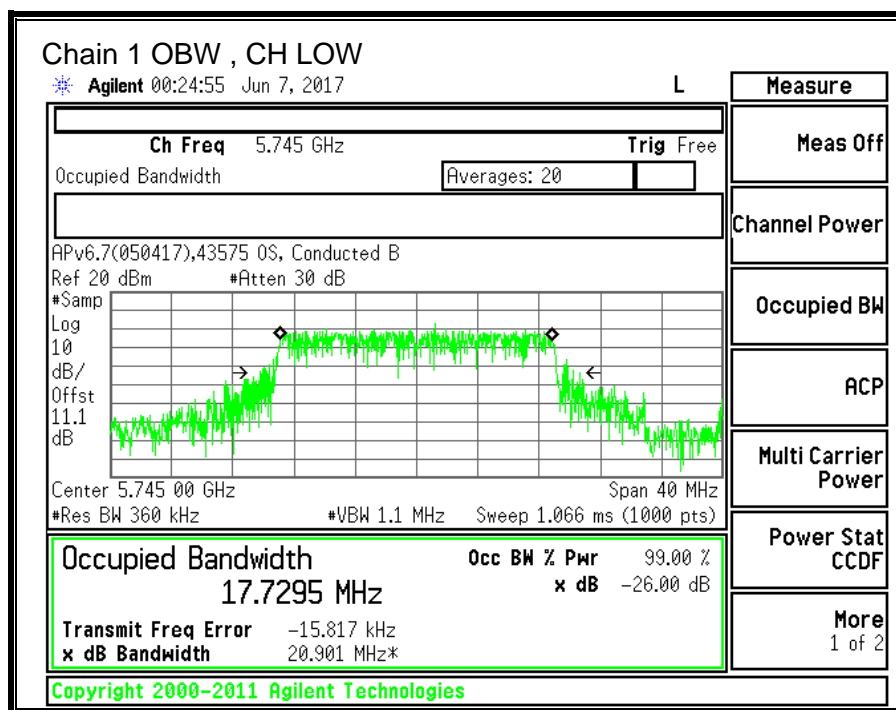 Chain 1 OBW , CH LOW
Agilent 00:24:55 Jun 7, 2017 L
Measure
Ch Freq 5.745 GHz Trig Free
Occupied Bandwidth Averages: 20
APv6.7(050417),43575 OS, Conducted B
Ref 20 dBm #Atten 30 dB
#Samp
Log
10
dB/
Offst
11.1
dB
Center 5.745 00 GHz Span 40 MHz
#Res BW 360 kHz #VBW 1.1 MHz Sweep 1.066 ms (1000 pts)
Occupied Bandwidth Occ BW % Pwr 99.00 %
17.7295 MHz x dB -26.00 dB
Transmit Freq Error -15.817 kHz
x dB Bandwidth 20.901 MHz*
Copyright 2000-2011 Agilent Technologies
Meas Off
Channel Power
Occupied BW
ACP
Multi Carrier
Power
Power Stat
CCDF
More
1 of 2